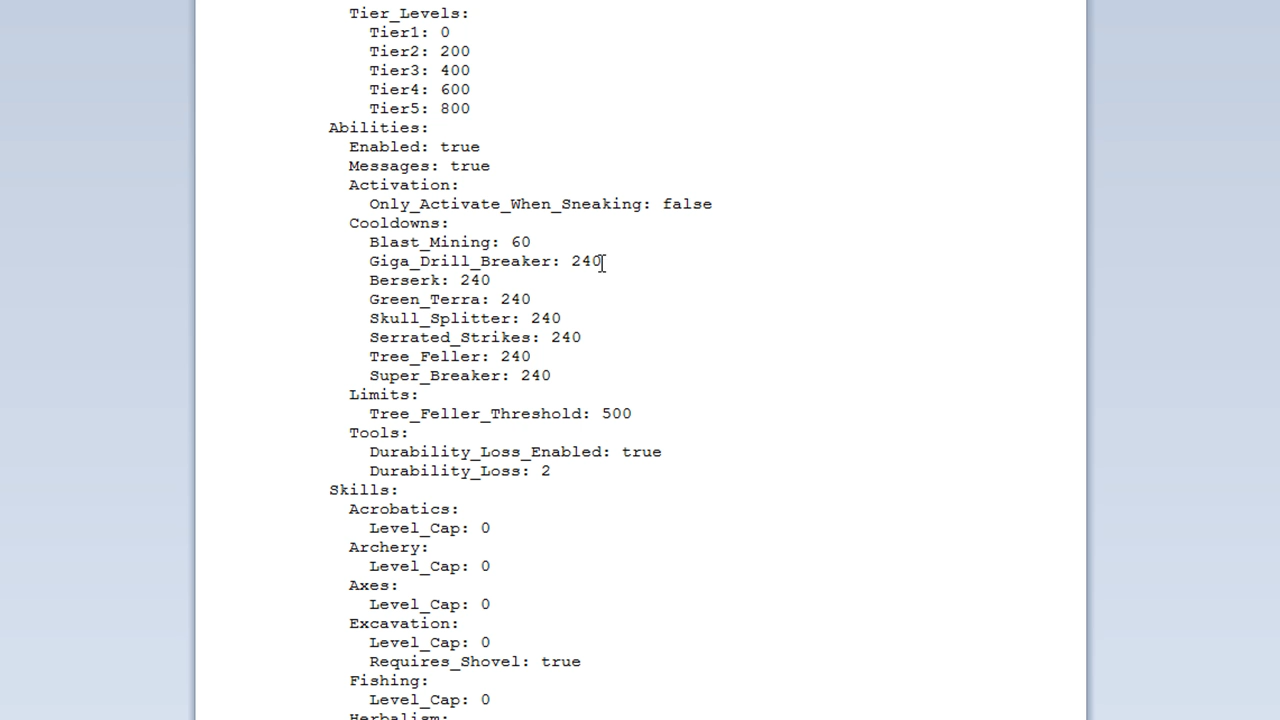 Tier_Levels:
Tier1: 0
Tier2: 200
Tier3: 400
Tier4: 600
Tier5: 800
Abilities:
Enabled: true
Messages: true
Activation:
Only_Activate_When_Sneaking: false
Cooldowns:
Blast_Mining: 60
Giga_Drill_Breaker: 240
Berserk: 240
Green_Terra: 240
Skull_Splitter: 240
Serrated_Strikes: 240
Tree_Feller: 240
Super_Breaker: 240
Limits:
Tree_Feller_Threshold: 500
Tools:
Durability_Loss_Enabled: true
Durability_Loss: 2
Skills:
Acrobatics:
Level_Cap: 0
Archery:
Level_Cap: 0
Axes:
Level_Cap: 0
Excavation:
Level_Cap: 0
Requires_Shovel: true
Fishing:
Level_Cap: 0
Herbalism: